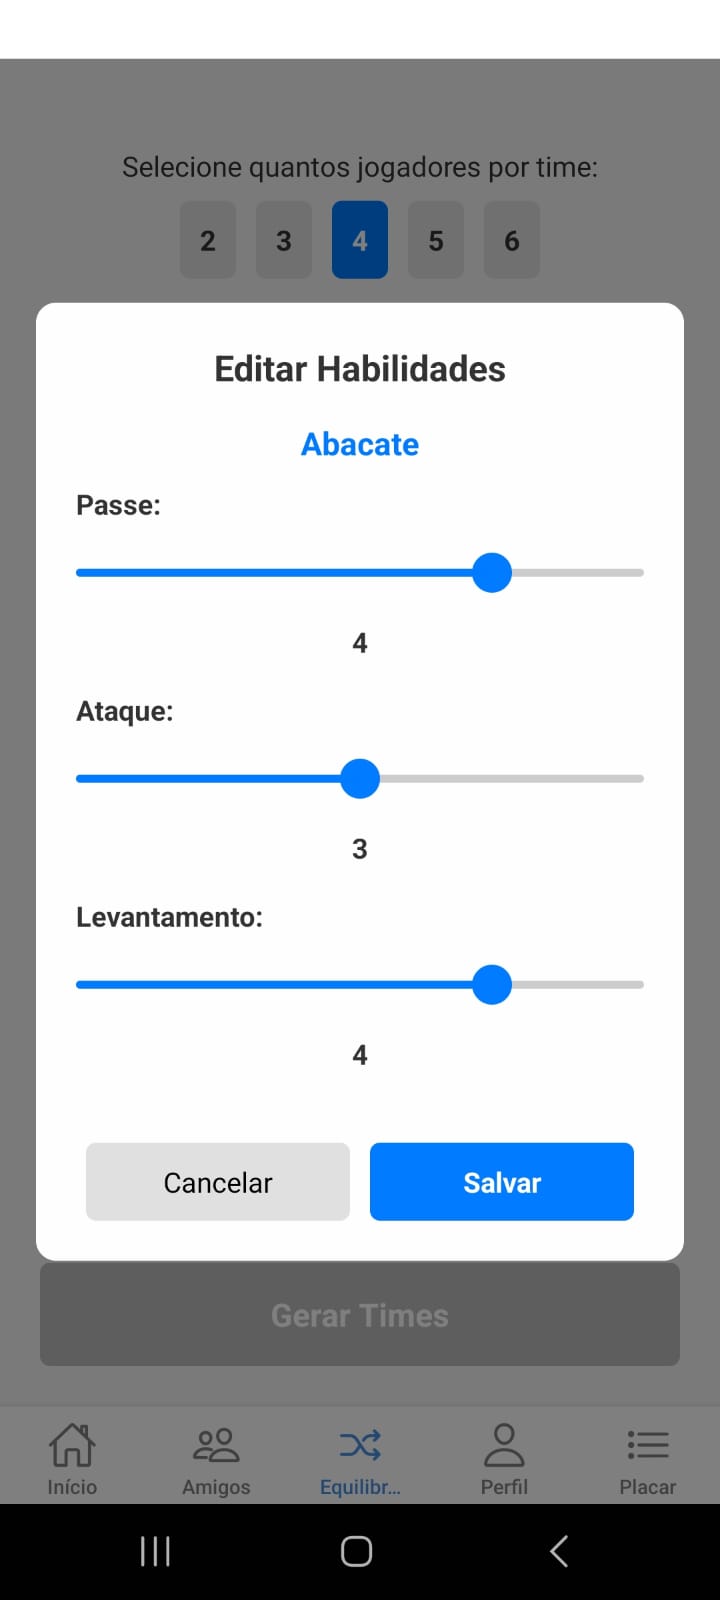 Selecione quantos jogadores por time:
2 3 4 5 6
Editar Habilidades
Abacate
Passe:
4
Ataque:
3
Levantamento:
4
Cancelar Salvar
Gerar Times
Início Amigos Equilibr... Perfil Placar